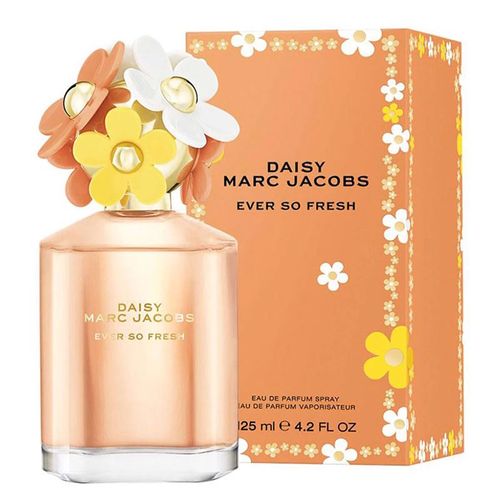 DAISY
MARC JACOBS
EVER SO FRESH
DAISY
MARC JACOBS
EVER SO FRESH
EAU DE PARFUM SPRAY
EAU DE PARFUM VAPORISATEUR
125 ml ℮ 4.2 FL OZ